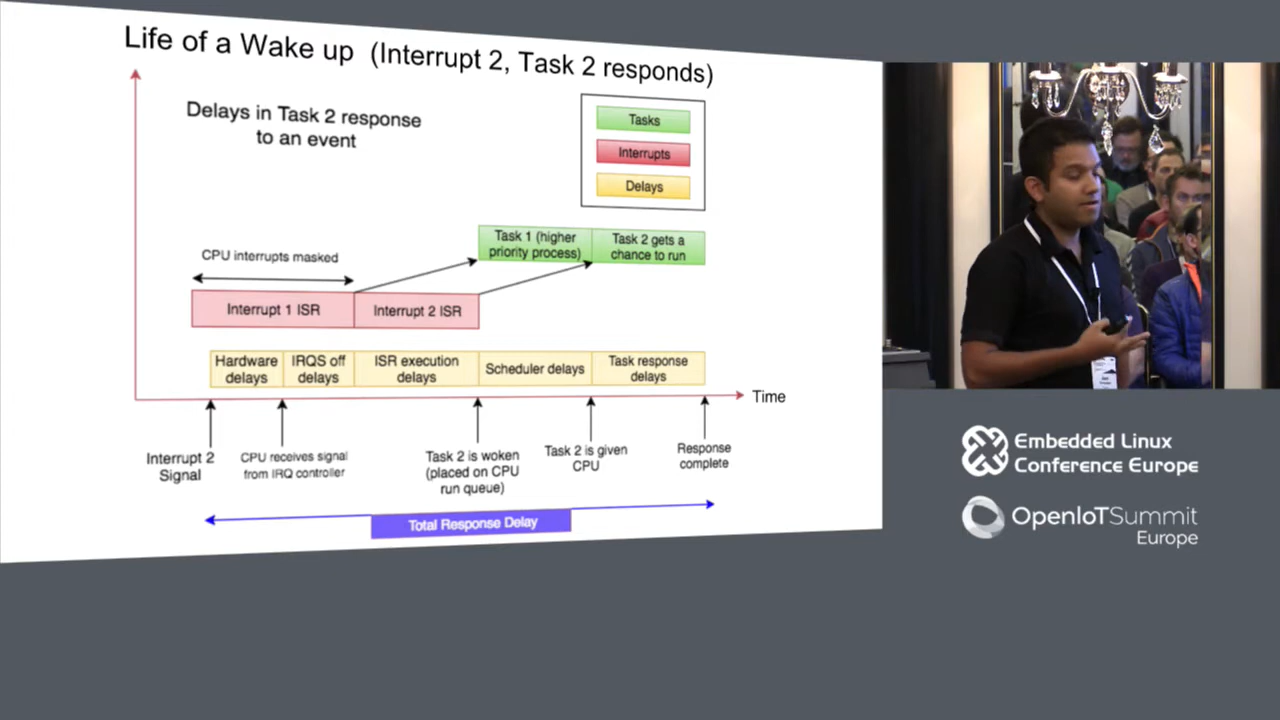 Life of a Wake up (Interrupt 2, Task 2 responds)
Delays in Task 2 response
to an event
Tasks
Interrupts
Delays
Task 1 (higher
priority process)
Task 2 gets a
chance to run
CPU interrupts masked
Interrupt 1 ISR
Interrupt 2 ISR
Hardware
delays
IRQS off
delays
ISR execution
delays
Scheduler delays
Task response
delays
Time
Interrupt 2
Signal
CPU receives signal
from IRQ controller
Task 2 is woken
(placed on CPU
run queue)
Task 2 is given
CPU
Response
complete
Total Response Delay
Embedded Linux
Conference Europe
OpenIoTSummit
Europe